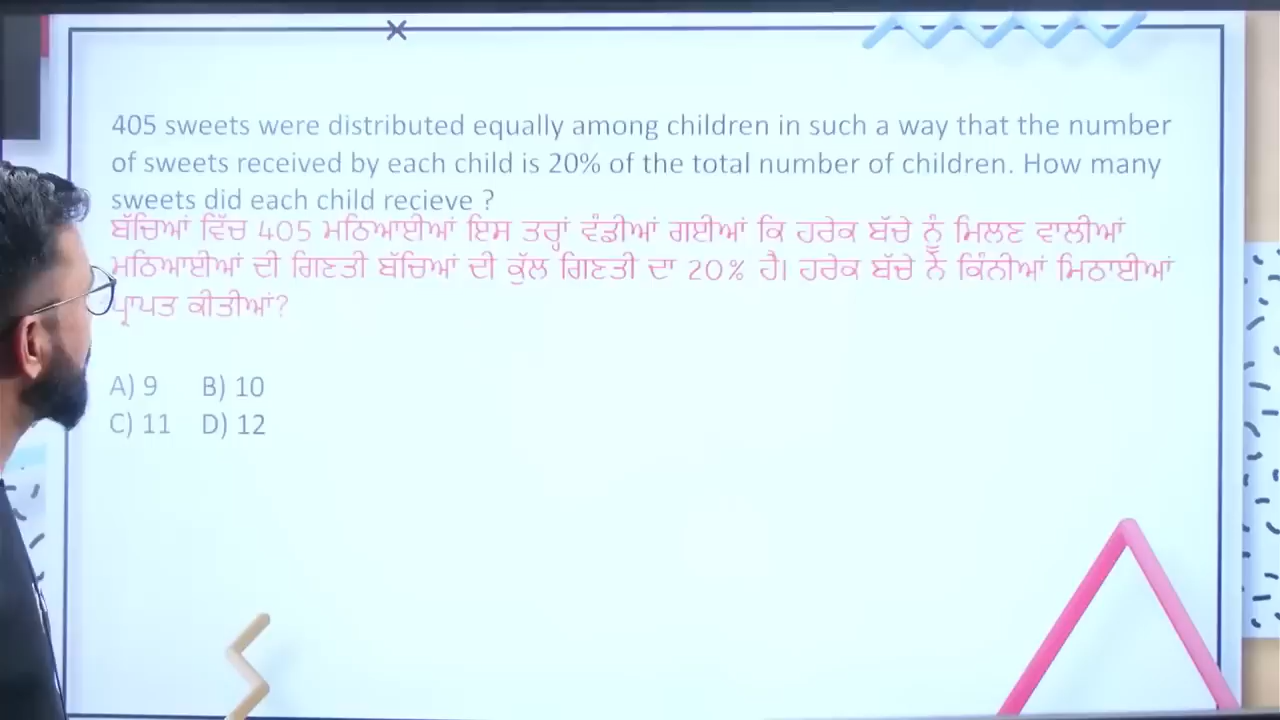 405 sweets were distributed equally among children in such a way that the number
of sweets received by each child is 20% of the total number of children. How many
sweets did each child recieve ?
ਬੱਚਿਆਂ ਵਿੱਚ 405 ਮਠਿਆਈਆਂ ਇਸ ਤਰ੍ਹਾਂ ਵੰਡੀਆਂ ਗਈਆਂ ਕਿ ਹਰੇਕ ਬੱਚੇ ਨੂੰ ਮਿਲਣ ਵਾਲੀਆਂ
ਮਠਿਆਈਆਂ ਦੀ ਗਿਣਤੀ ਬੱਚਿਆਂ ਦੀ ਕੁੱਲ ਗਿਣਤੀ ਦਾ 20% ਹੈ। ਹਰੇਕ ਬੱਚੇ ਨੇ ਕਿੰਨੀਆਂ ਮਿਠਾਈਆਂ
ਪ੍ਰਾਪਤ ਕੀਤੀਆਂ?
A) 9 B) 10
C) 11 D) 12